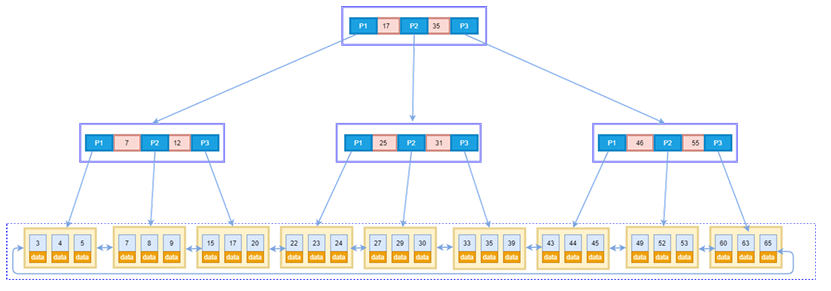 P1 17 P2 35 P3
P1 7 P2 12 P3
P1 25 P2 31 P3
P1 46 P2 55 P3
3 4 5 7 8 9 15 17 20 22 23 24 27 29 30 33 35 39 43 44 45 49 52 53 60 63 65
data data data data data data data data data data data data data data data data data data data data data data data data data data data